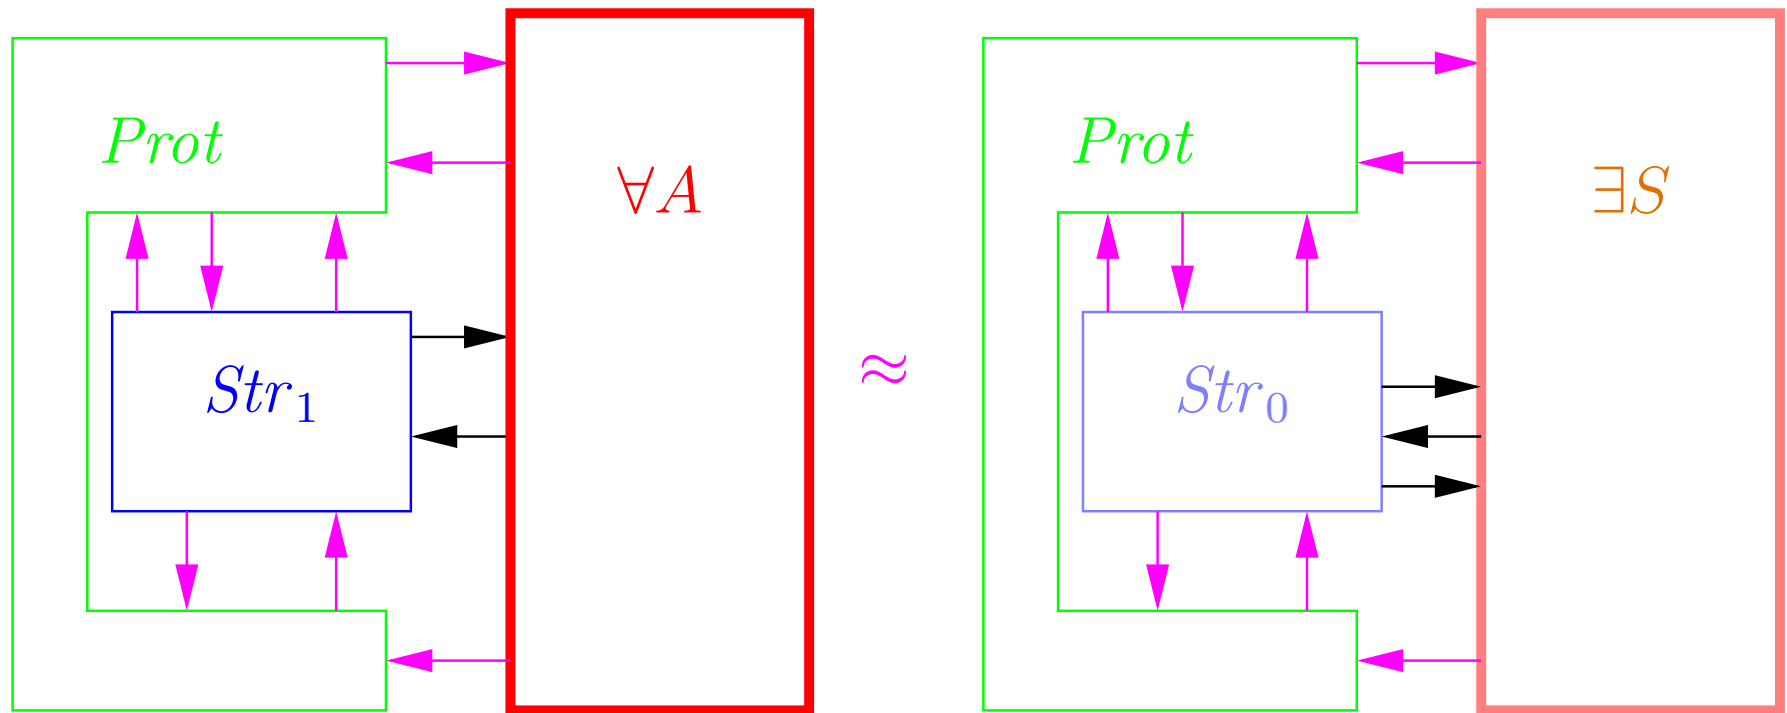 Prot
∀A
Str₁
≈
Prot
∃S
Str₀